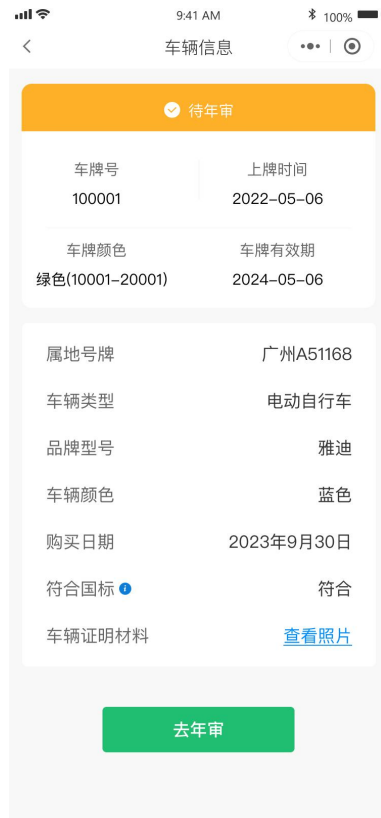 9:41 AM 100%
车辆信息
待年审
车牌号 上牌时间
100001 2022-05-06
车牌颜色 车牌有效期
绿色(10001-20001) 2024-05-06
属地号牌 广州A51168
车辆类型 电动自行车
品牌型号 雅迪
车辆颜色 蓝色
购买日期 2023年9月30日
符合国标 i 符合
车辆证明材料 查看照片
去年审